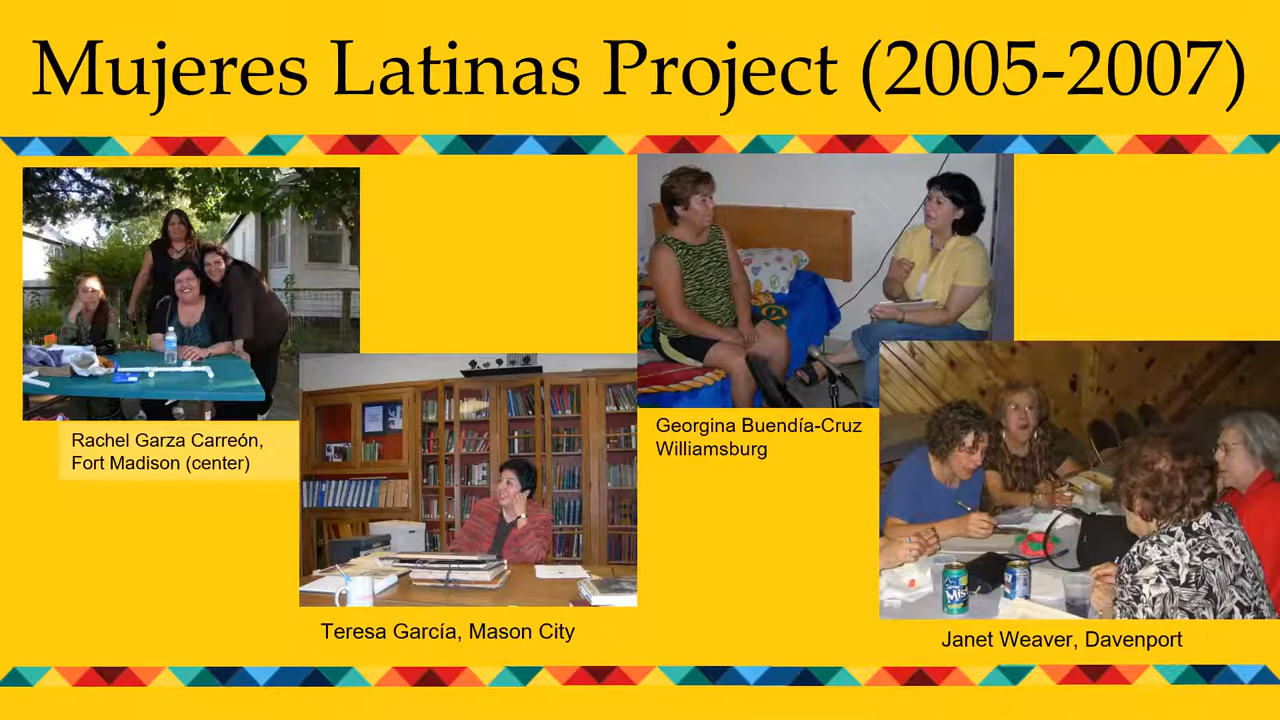 Mujeres Latinas Project (2005-2007)
Rachel Garza Carreón,
Fort Madison (center)
Georgina Buendía-Cruz
Williamsburg
Teresa García, Mason City
Janet Weaver, Davenport